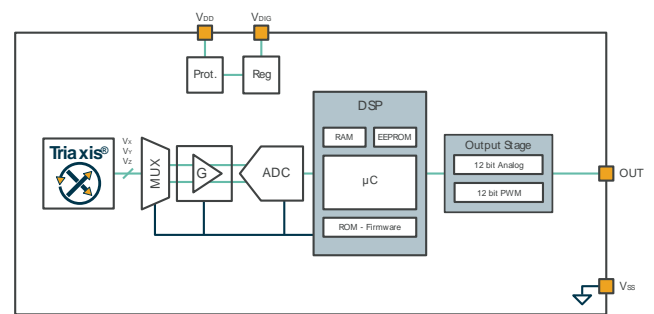 VDD
VDIG
Prot.
Reg
DSP
RAM
EEPROM
µC
ROM - Firmware
Triaxis®
VX
VY
VZ
MUX
G
ADC
Output Stage
12 bit Analog
12 bit PWM
OUT
VSS